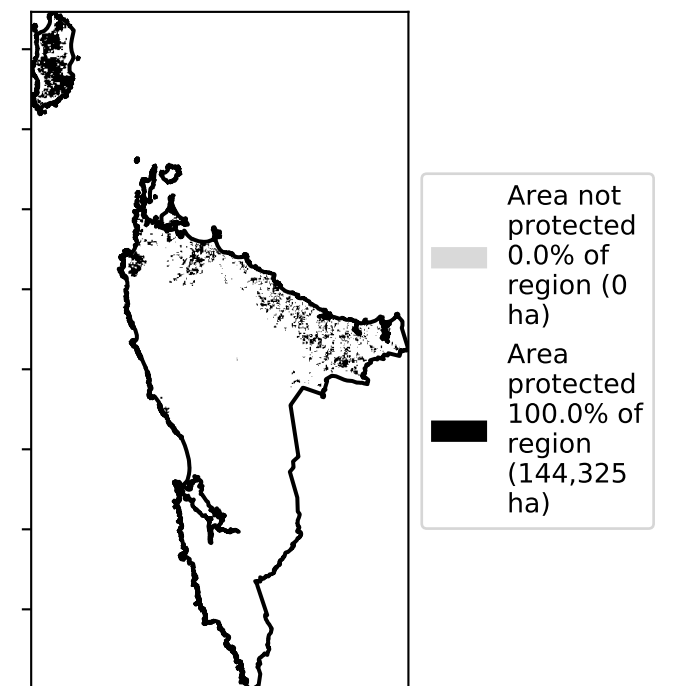 Area not
protected
0.0% of
region (0
ha)
Area
protected
100.0% of
region
(144,325
ha)